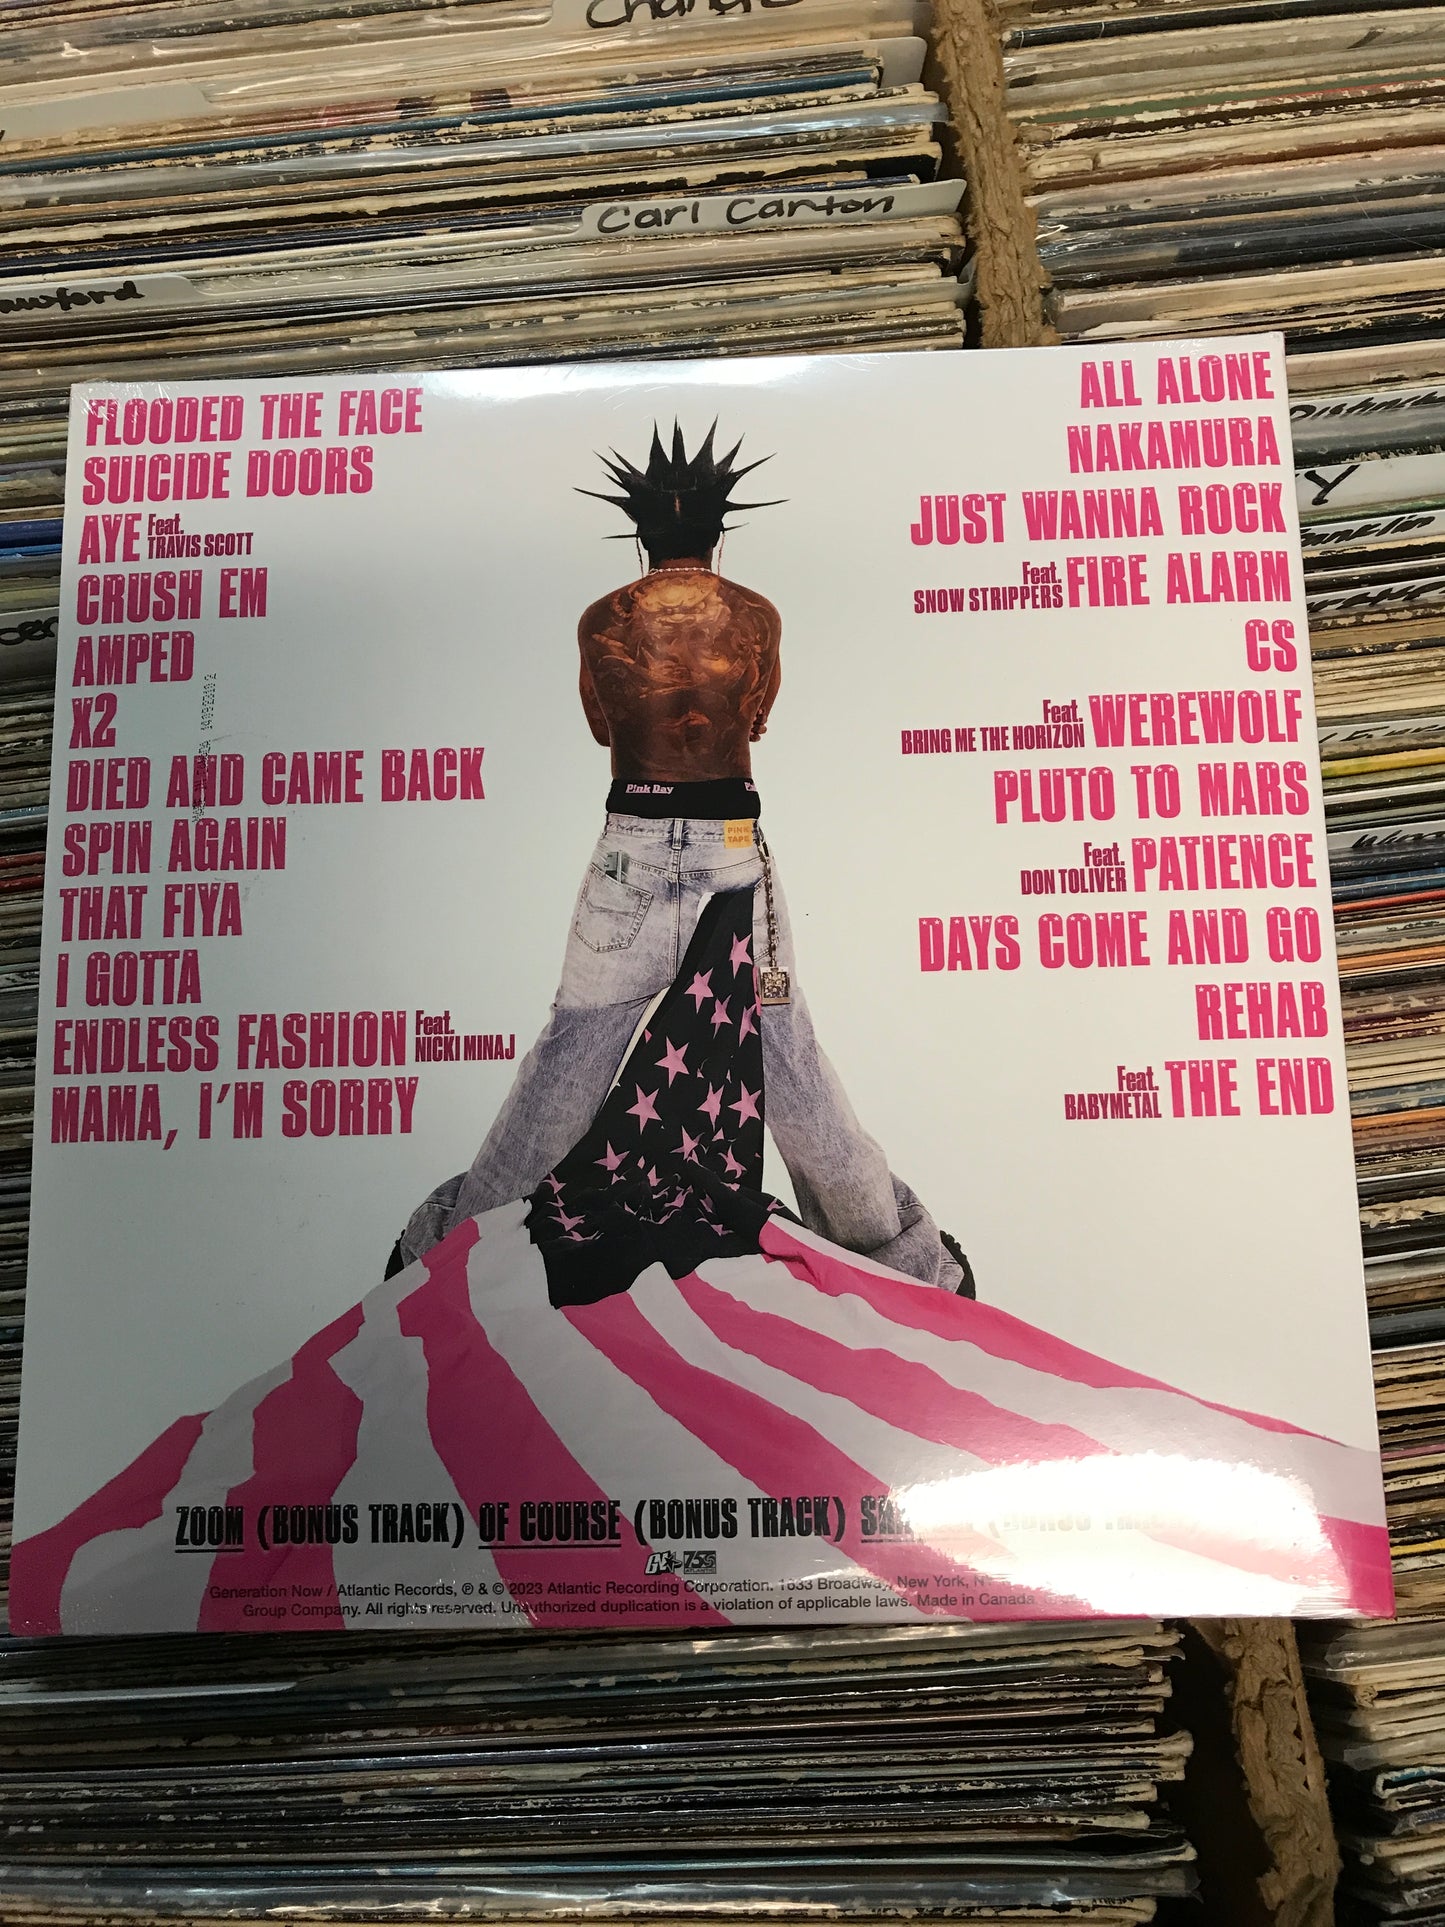 Change
Carl Carton
FLOODED THE FACE
SUICIDE DOORS
AYE Feat. TRAVIS SCOTT
CRUSH EM
AMPED
X2
DIED AND CAME BACK
SPIN AGAIN
THAT FIYA
I GOTTA
ENDLESS FASHION Feat. NICKI MINAJ
MAMA, I'M SORRY
ALL ALONE
NAKAMURA
JUST WANNA ROCK
Feat. SNOW STRIPPERS FIRE ALARM
CS
Feat. BRING ME THE HORIZON WEREWOLF
PLUTO TO MARS
Feat. DON TOLIVER PATIENCE
DAYS COME AND GO
REHAB
Feat. BABYMETAL THE END
Pink Day
PINK
TAPE
ZOOM (BONUS TRACK) OF COURSE (BONUS TRACK) (BONUS TRACK)
75
ATLANTIC
Generation Now / Atlantic Records, ℗ & © 2023 Atlantic Recording Corporation. 1633 Broadway, New York,
Group Company. All rights reserved. Unauthorized duplication is a violation of applicable laws. Made in Canada.